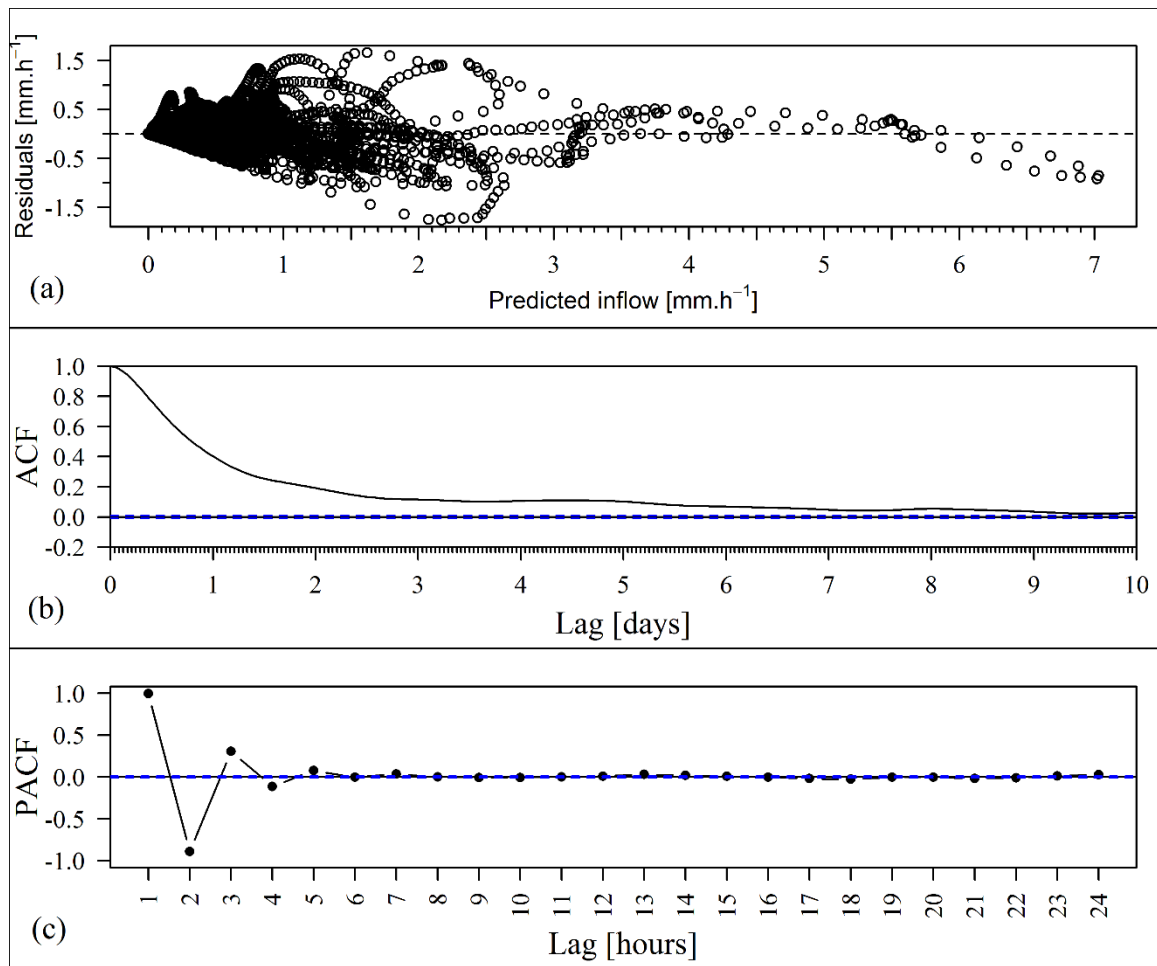 Residuals [mm.h⁻¹]
1.5
0.5
-0.5
-1.5
0 1 2 3 4 5 6 7
(a)
Predicted inflow [mm.h⁻¹]
ACF
1.0
0.8
0.6
0.4
0.2
0.0
-0.2
0 1 2 3 4 5 6 7 8 9 10
(b)
Lag [days]
PACF
1.0
0.5
0.0
-0.5
-1.0
1 2 3 4 5 6 7 8 9 10 11 12 13 14 15 16 17 18 19 20 21 22 23 24
(c)
Lag [hours]